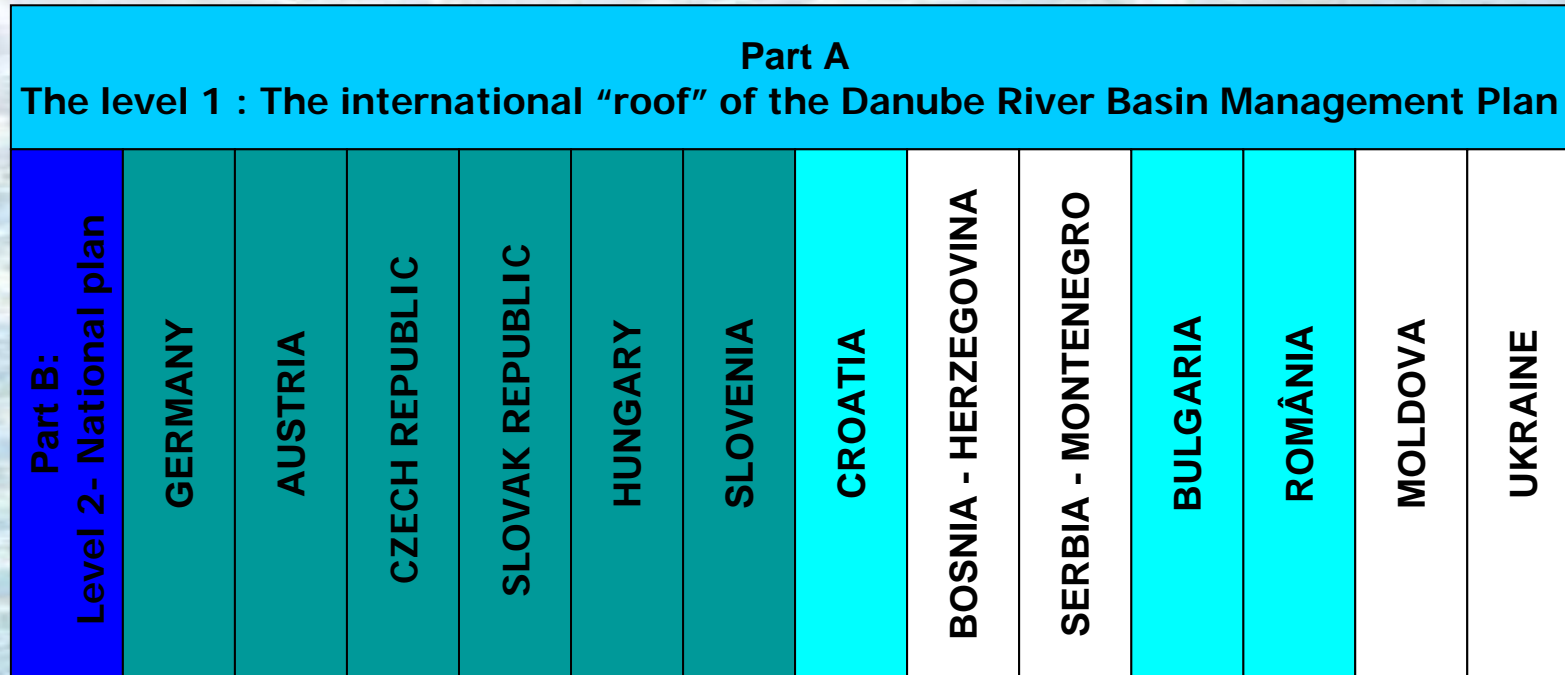 Part A
The level 1 : The international “roof” of the Danube River Basin Management Plan
Part B:
Level 2- National plan
GERMANY
AUSTRIA
CZECH REPUBLIC
SLOVAK REPUBLIC
HUNGARY
SLOVENIA
CROATIA
BOSNIA - HERZEGOVINA
SERBIA - MONTENEGRO
BULGARIA
ROMÂNIA
MOLDOVA
UKRAINE